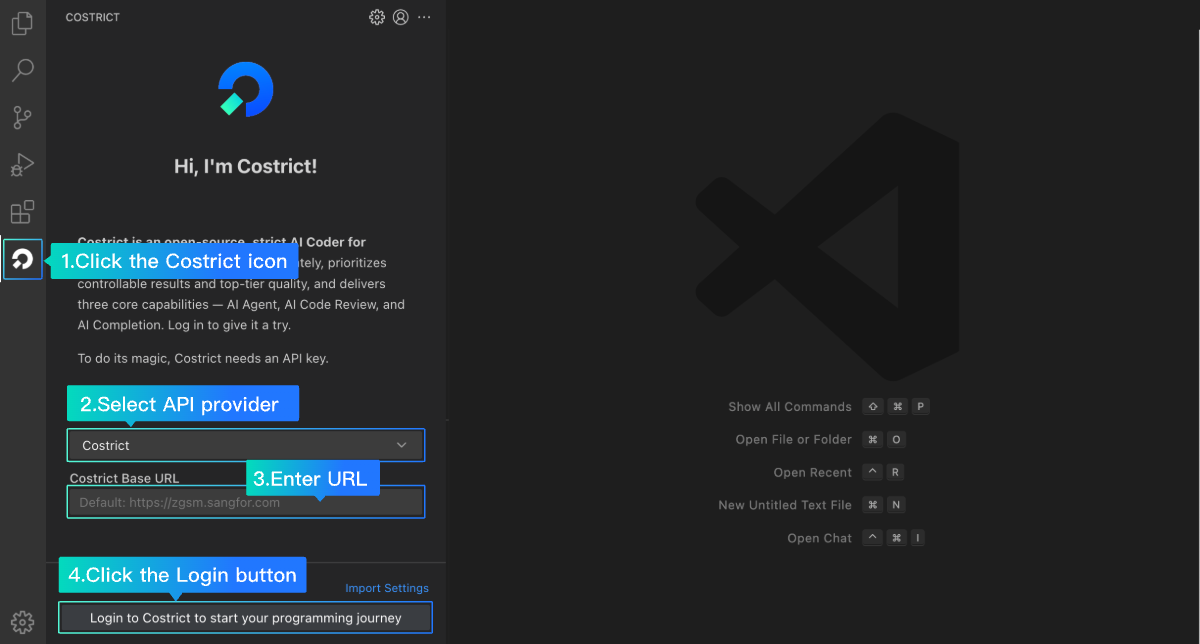 COSTRICT
Hi, I'm Costrict!
Costrict is an open-source, strict AI Coder for
1.Click the Costrict icon
tely, prioritizes
controllable results and top-tier quality, and delivers
three core capabilities — AI Agent, AI Code Review, and
AI Completion. Log in to give it a try.
To do its magic, Costrict needs an API key.
2.Select API provider
Costrict
Costrict Base URL
3.Enter URL
Default: https://zgsm.sangfor.com
4.Click the Login button
Import Settings
Login to Costrict to start your programming journey
Show All Commands ⇧ ⌘ P
Open File or Folder ⌘ O
Open Recent ^ R
New Untitled Text File ⌘ N
Open Chat ^ ⌘ I